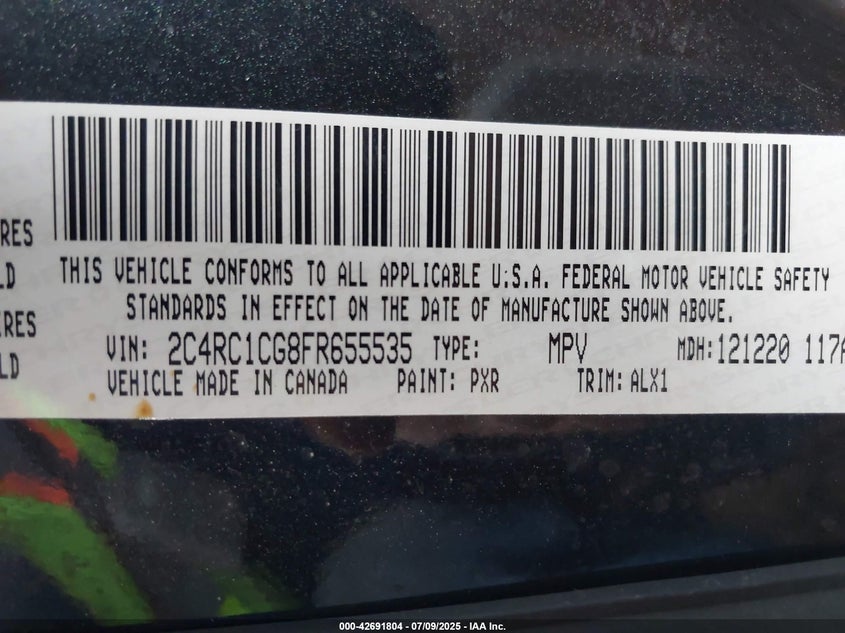 RES
LD
RES
LD
THIS VEHICLE CONFORMS TO ALL APPLICABLE U.S.A. FEDERAL MOTOR VEHICLE SAFETY
STANDARDS IN EFFECT ON THE DATE OF MANUFACTURE SHOWN ABOVE.
VIN: 2C4RC1CG8FR655535 TYPE: MPV MDH: 121220 117A
VEHICLE MADE IN CANADA PAINT: PXR TRIM: ALX1
000-42691804 - 07/09/2025 - IAA Inc.